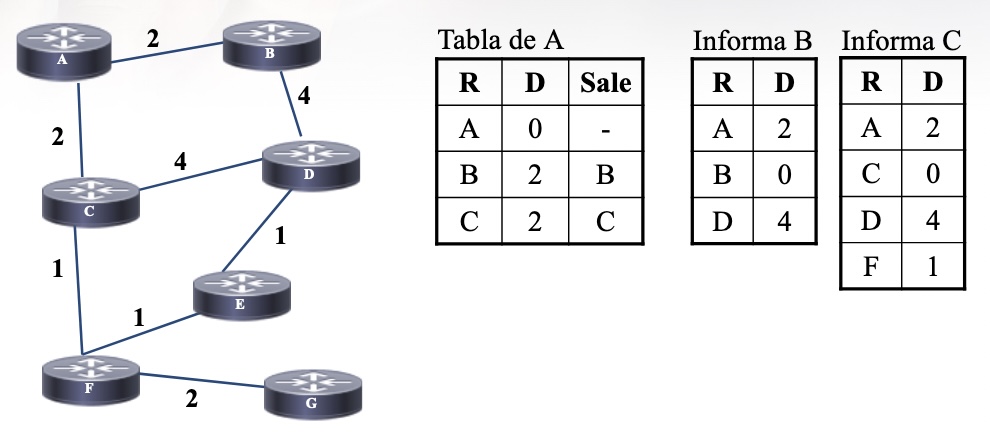 A
2
B
4
2
4
D
C
1
1
E
1
F
2
G
Tabla de A
R D Sale
A 0 -
B 2 B
C 2 C
Informa B
R D
A 2
B 0
D 4
Informa C
R D
A 2
C 0
D 4
F 1